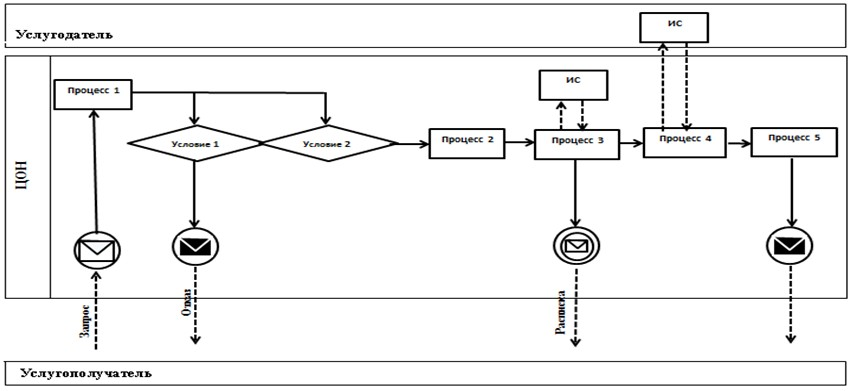 Услугодатель
ИС
ЦОН
Процесс 1
ИС
Условие 1
Условие 2
Процесс 2
Процесс 3
Процесс 4
Процесс 5
Запрос
Отказ
Расписка
Услугополучатель